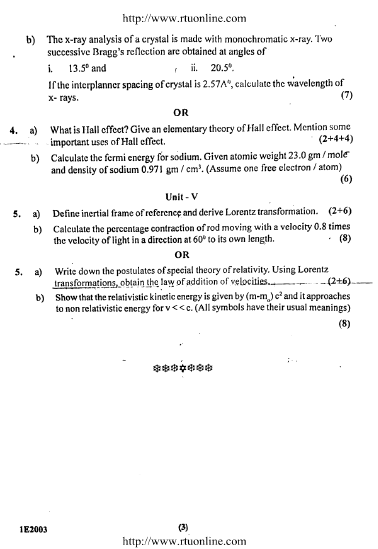 http://www.rtuonline.com
b) The x-ray analysis of a crystal is made with monochromatic x-ray. Two
successive Bragg's reflection are obtained at angles of
i. 13.5⁰ and ii. 20.5⁰.
If the interplanner spacing of crystal is 2.57A⁰, calculate the wavelength of
x- rays. (7)
OR
4. a) What is Hall effect? Give an elementary theory of Hall effect. Mention some
important uses of Hall effect. (2+4+4)
b) Calculate the fermi energy for sodium. Given atomic weight 23.0 gm / mole
and density of sodium 0.971 gm / cm³. (Assume one free electron / atom)
(6)
Unit - V
5. a) Define inertial frame of reference and derive Lorentz transformation. (2+6)
b) Calculate the percentage contraction of rod moving with a velocity 0.8 times
the velocity of light in a direction at 60⁰ to its own length. (8)
OR
5. a) Write down the postulates of special theory of relativity. Using Lorentz
transformations, obtain the law of addition of velocities. (2+6)
b) Show that the relativistic kinetic energy is given by (m-m₀) c² and it approaches
to non relativistic energy for v < < c. (All symbols have their usual meanings)
(8)
1E2003 (3)
http://www.rtuonline.com